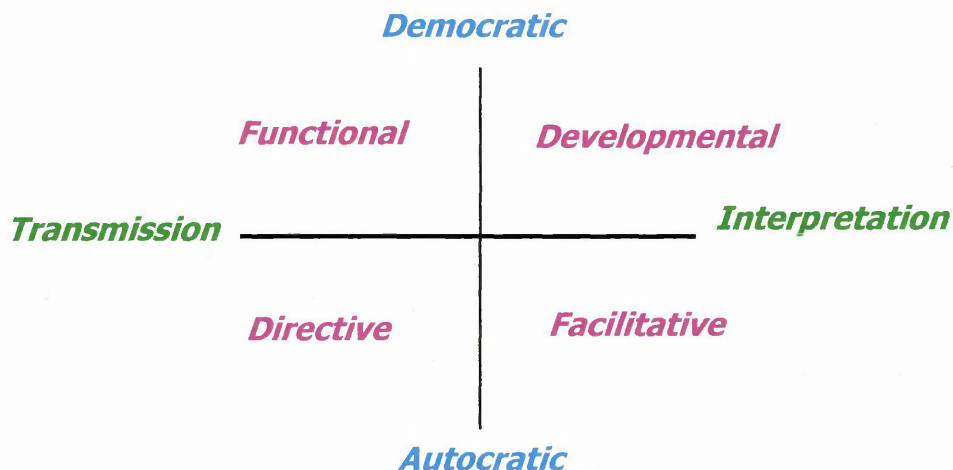 Democratic
Functional
Developmental
Transmission
Interpretation
Directive
Facilitative
Autocratic